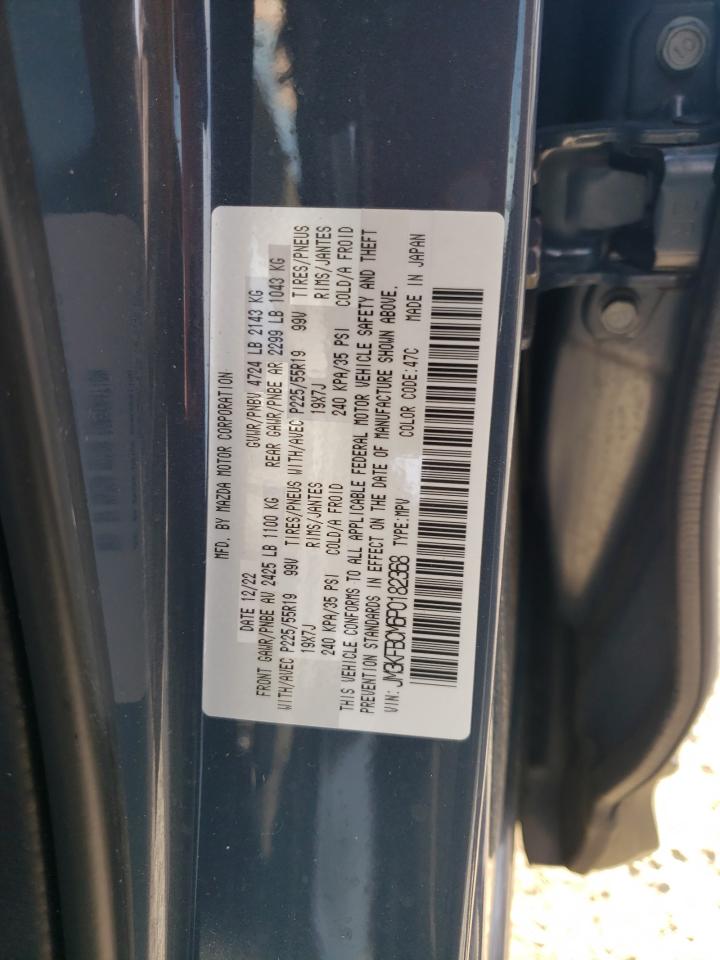 MFD. BY MAZDA MOTOR CORPORATION
DATE 12/22 GVWR/PNBV 4724 LB 2143 KG
FRONT GAWR/PNBE AV 2425 LB 1100 KG REAR GAWR/PNBE AR 2299 LB 1043 KG
WITH/AVEC P225/55R19 99V TIRES/PNEUS WITH/AVEC P225/55R19 99V TIRES/PNEUS
19X7J RIMS/JANTES 19X7J RIMS/JANTES
240 KPA/35 PSI COLD/A FROID 240 KPA/35 PSI COLD/A FROID
THIS VEHICLE CONFORMS TO ALL APPLICABLE FEDERAL MOTOR VEHICLE SAFETY AND THEFT
PREVENTION STANDARDS IN EFFECT ON THE DATE OF MANUFACTURE SHOWN ABOVE.
VIN: JM3KFBCM6P0182368 TYPE:MPV COLOR CODE:47C MADE IN JAPAN